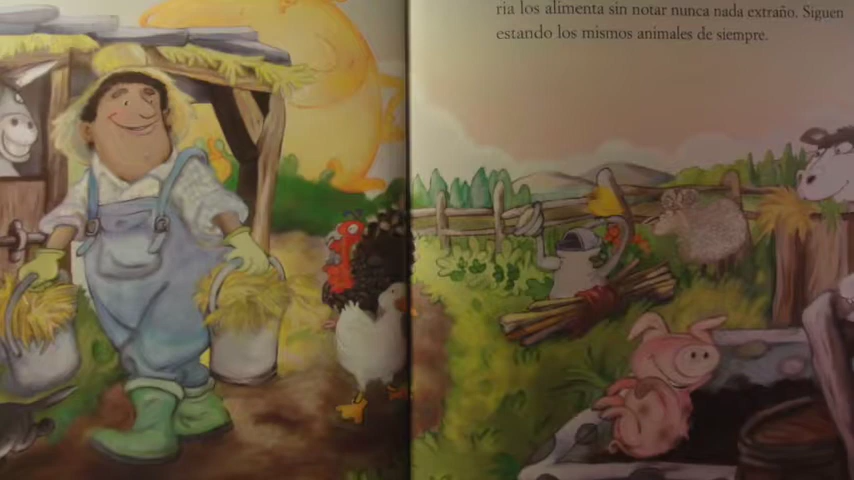 ria los alimenta sin notar nunca nada extraño. Siguen
estando los mismos animales de siempre.